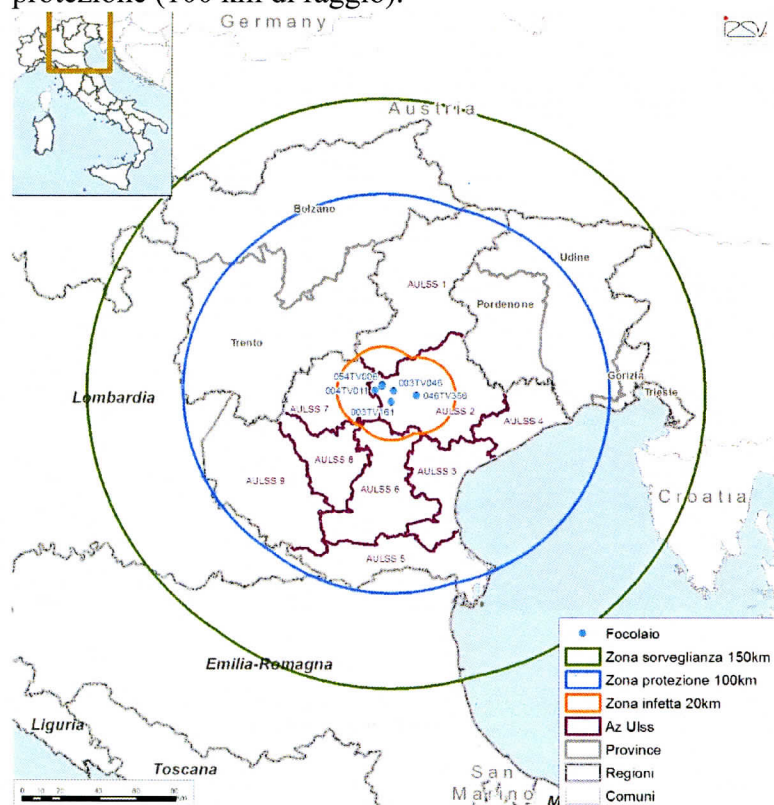 protezione (100 km di raggio).
Germany
Austria
Bolzano
Udine
AULSS 1
Pordenone
Trento
Gorizia
Trieste
054TV006
003TV046
004TV011
046TV356
003TV161
Lombardia
AULSS 7
AULSS 2
AULSS 4
AULSS 8
AULSS 3
AULSS 9
AULSS 6
Croatia
AULSS 5
Focolaio
Zona sorveglianza 150km
Zona protezione 100km
Emilia-Romagna
Zona infetta 20km
Az Ulss
Liguria
Province
Toscana
San
Marino
Regioni
Comuni